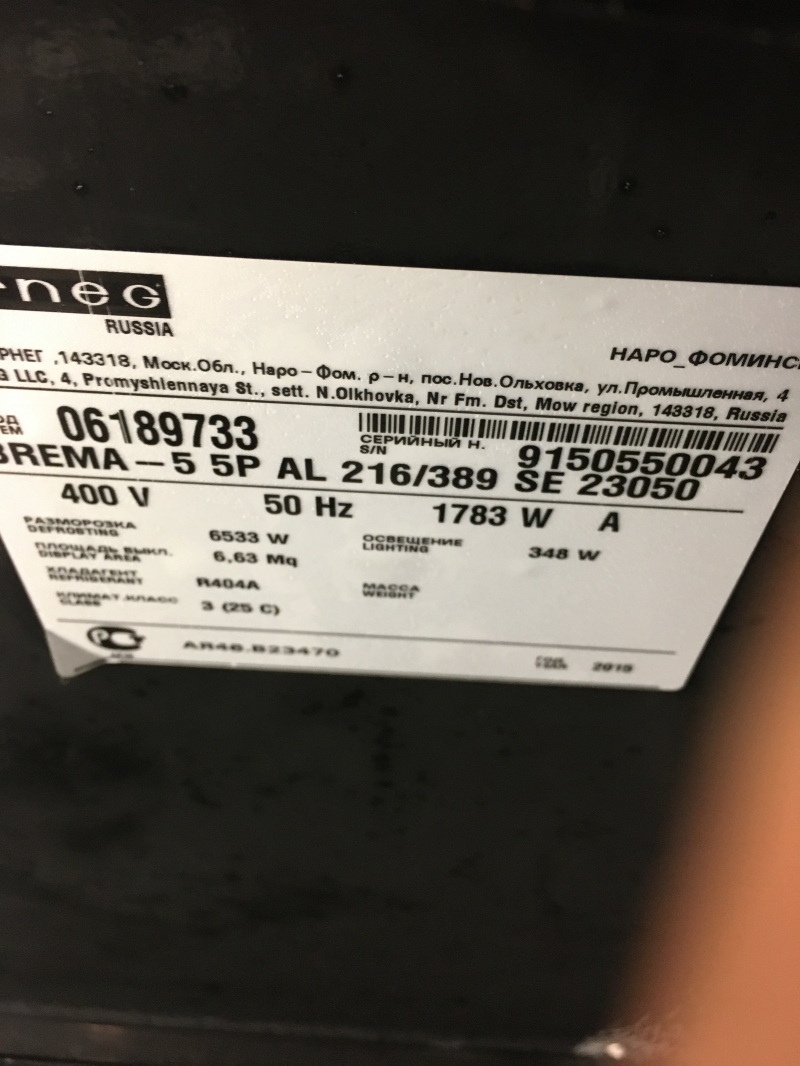 neG
RUSSIA
НАРО_ФОМИНС
РНЕГ ,143318, Моск.Обл., Наро-Фом. р-н, пос.Нов.Ольховка, ул.Промышленная, 4
G LLC, 4, Promyshlennaya St., sett. N.Olkhovka, Nr Fm. Dst, Mow region, 143318, Russia
06189733
СЕРИЙНЫЙ Н.
S/N
9150550043
BREMA-5 5P AL 216/389 SE 23050
400 V 50 Hz 1783 W A
РАЗМОРОЗКА
DEFROSTING
6533 W
ОСВЕЩЕНИЕ
LIGHTING
348 W
ПЛОЩАДЬ ВЫКЛ.
DISPLAY AREA
6,63 Mq
ХЛАДАГЕНТ
REFRIGERANT
R404A
МАССА
WEIGHT
КЛИМАТ.КЛАСС
CLASS
3 (25 C)
AR46.B23470